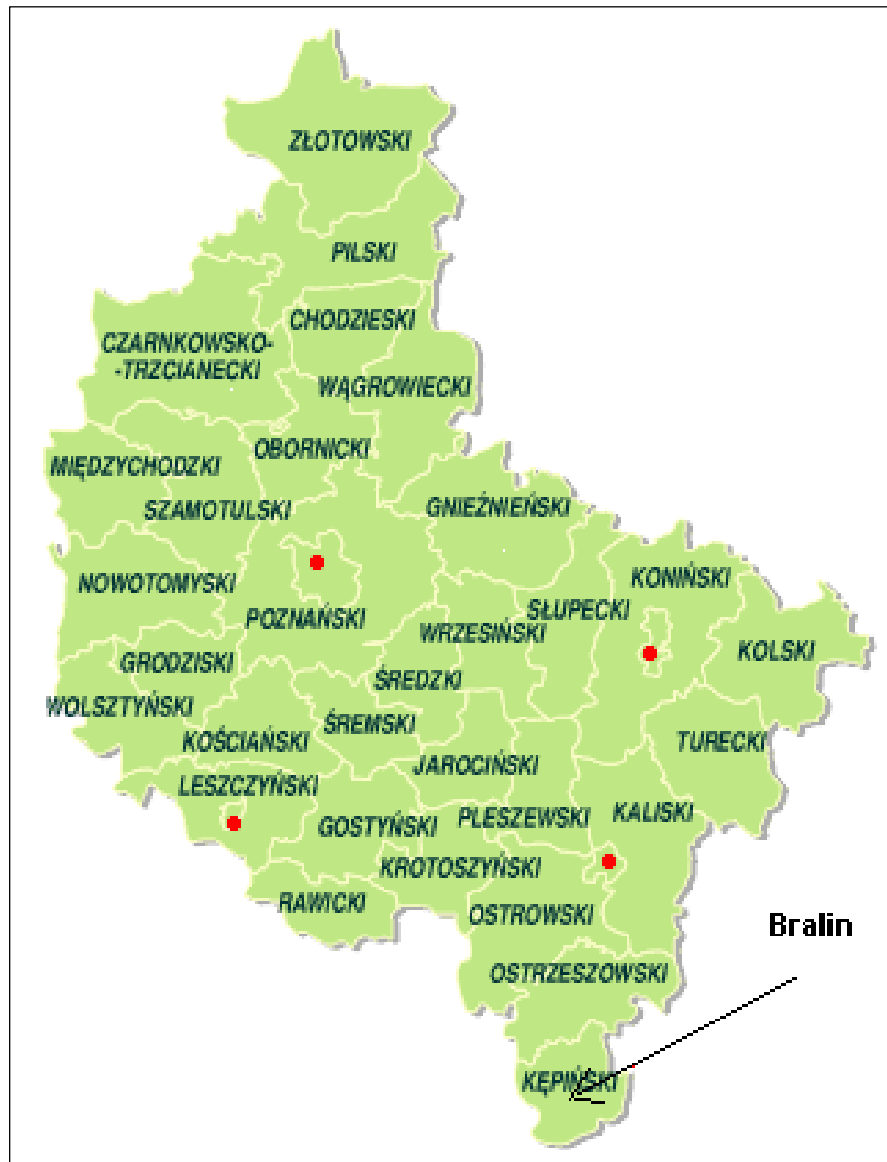 ZŁOTOWSKI
PILSKI
CHODZIESKI
CZARNKOWSKO-
-TRZCIANECKI
WĄGROWIECKI
OBORNICKI
MIĘDZYCHODZKI
SZAMOTULSKI
GNIEŹNIEŃSKI
KONIŃSKI
NOWOTOMYSKI
SŁUPECKI
POZNAŃSKI
WRZESIŃSKI
KOLSKI
GRODZISKI
ŚREDZKI
WOLSZTYŃSKI
ŚREMSKI
KOŚCIAŃSKI
TURECKI
JAROCIŃSKI
LESZCZYŃSKI
KALISKI
PLESZEWSKI
GOSTYŃSKI
KROTOSZYŃSKI
RAWICKI
OSTROWSKI
Bralin
OSTRZESZOWSKI
KĘPIŃSKI